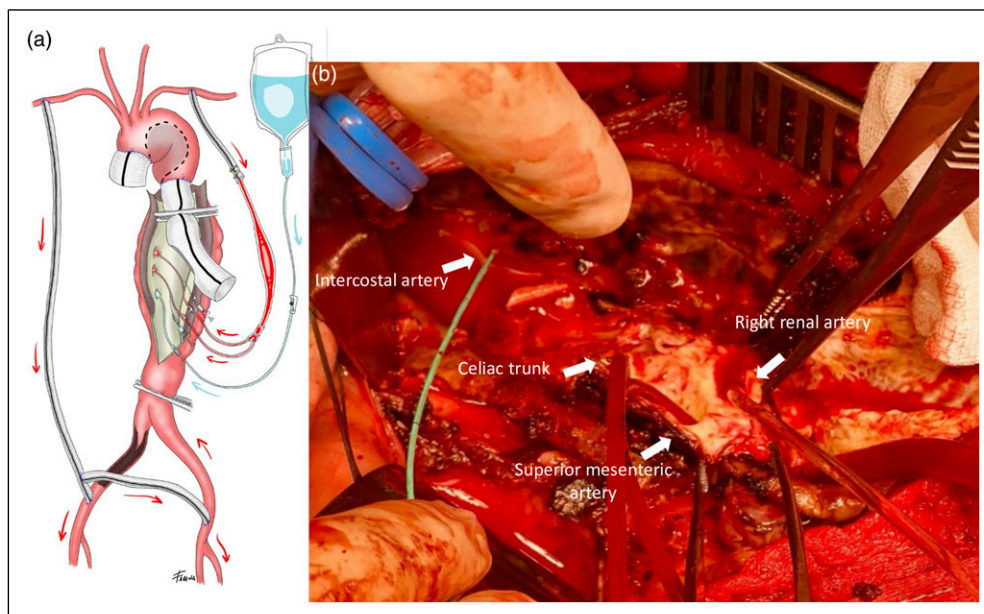 (a)
(b)
Intercostal artery
Right renal artery
Celiac trunk
Superior mesenteric
artery